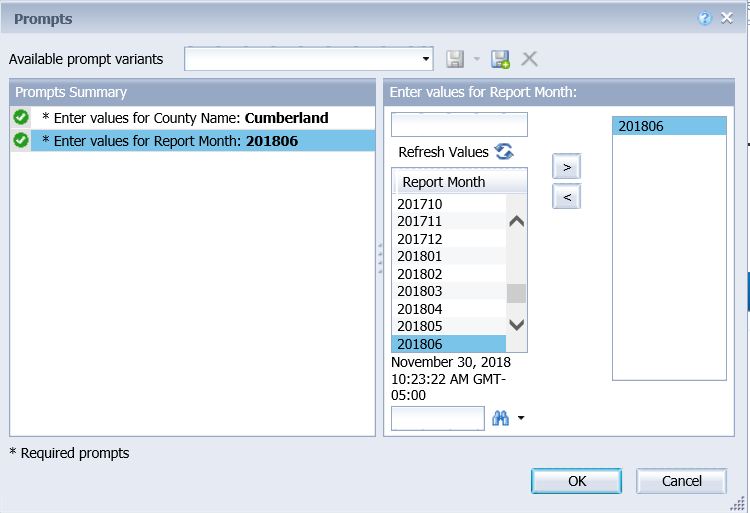 Prompts
Available prompt variants
Prompts Summary
* Enter values for County Name: Cumberland
* Enter values for Report Month: 201806
Enter values for Report Month:
Refresh Values
Report Month
201710
201711
201712
201801
201802
201803
201804
201805
201806
November 30, 2018
10:23:22 AM GMT-
05:00
>
<
201806
* Required prompts
OK
Cancel